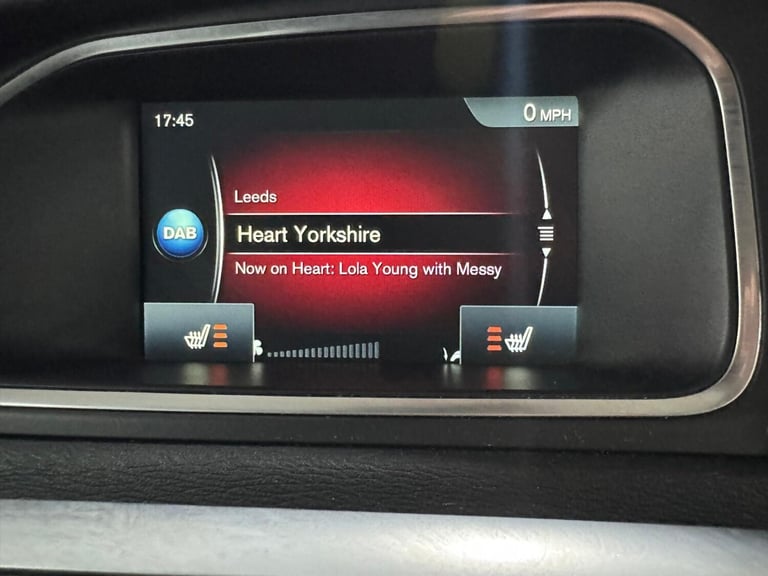 17:45
0 MPH
Leeds
DAB
Heart Yorkshire
Now on Heart: Lola Young with Messy